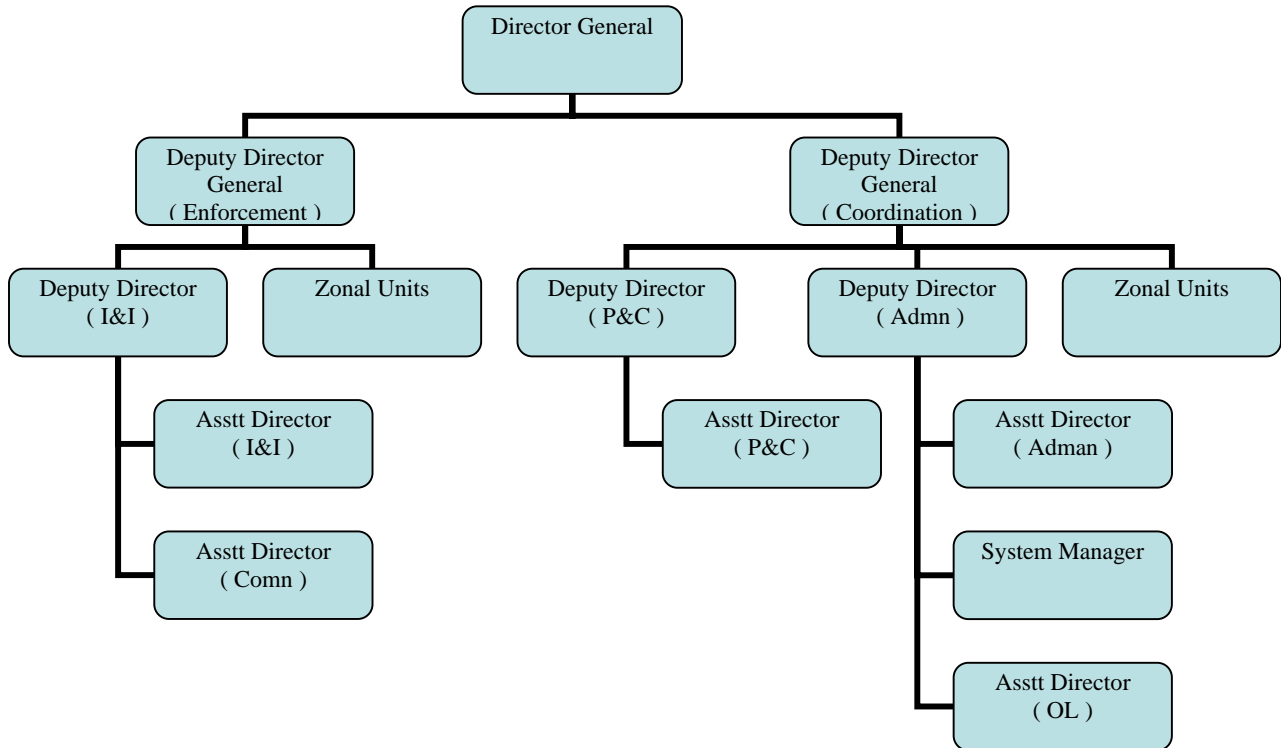 Director General
Deputy Director
General
( Enforcement )
Deputy Director
General
( Coordination )
Deputy Director
( I&I )
Zonal Units
Deputy Director
( P&C )
Deputy Director
( Admn )
Zonal Units
Asstt Director
( I&I )
Asstt Director
( P&C )
Asstt Director
( Adman )
Asstt Director
( Comn )
System Manager
Asstt Director
( OL )